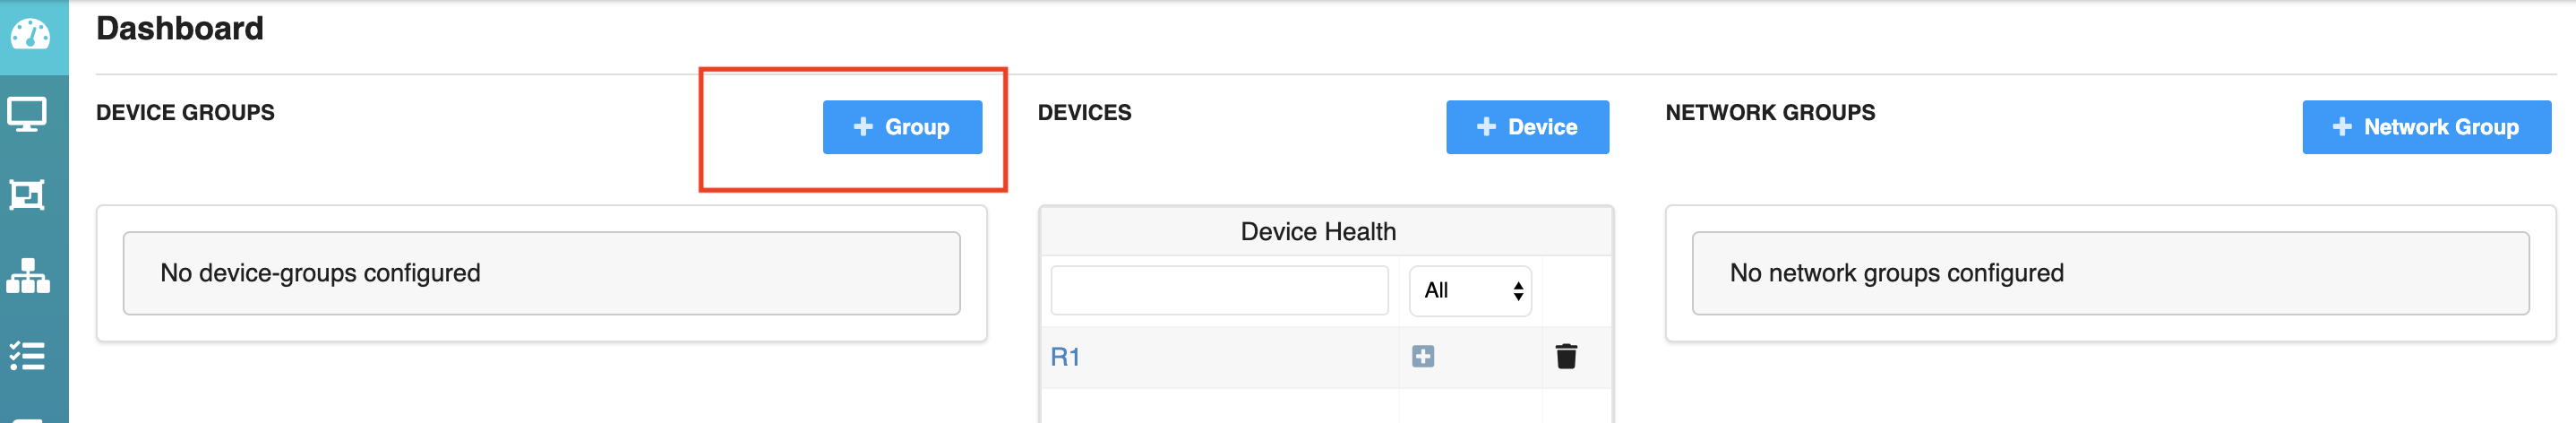 Dashboard
DEVICE GROUPS
+ Group
No device-groups configured
DEVICES
+ Device
Device Health
All
R1
NETWORK GROUPS
+ Network Group
No network groups configured